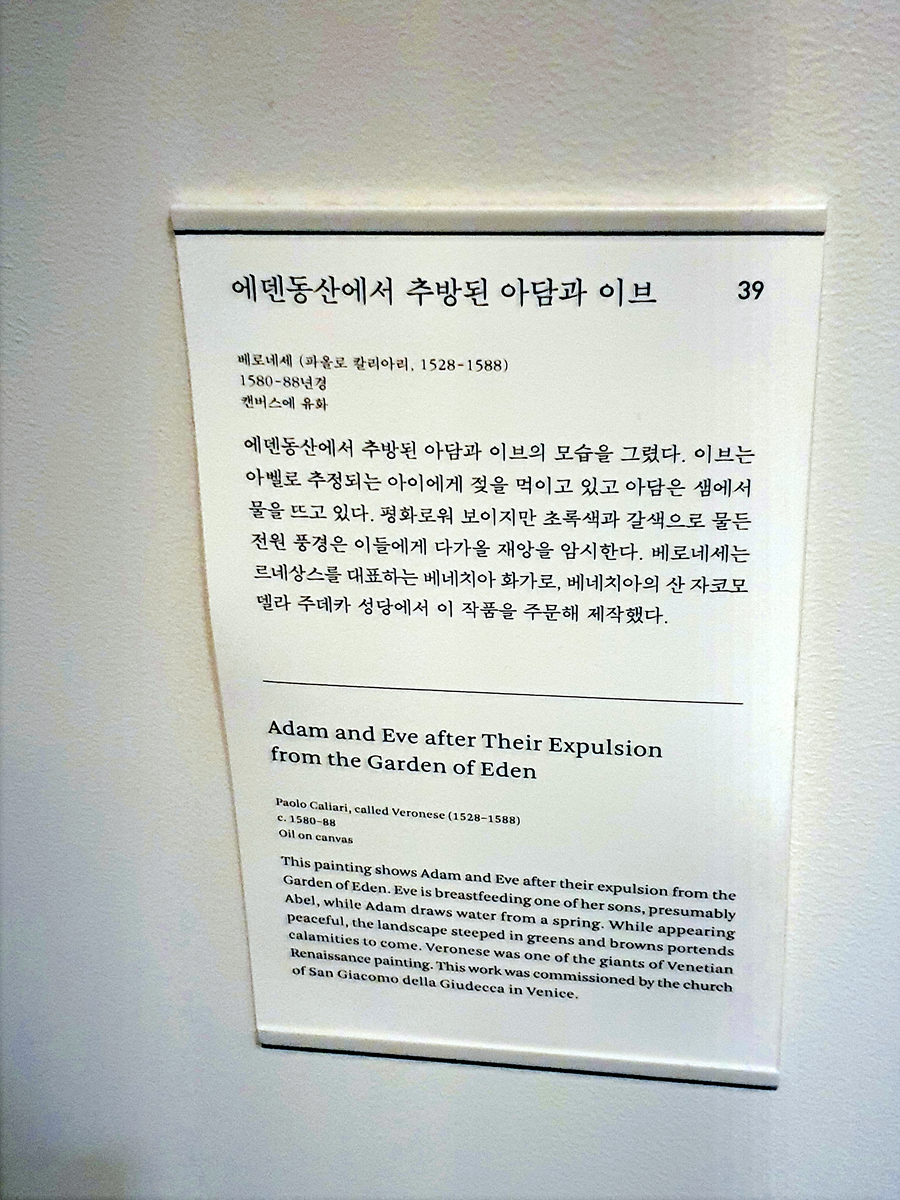 에덴동산에서 추방된 아담과 이브 39
베로네세 (파올로 칼리아리, 1528-1588)
1580-88년경
캔버스에 유화
에덴동산에서 추방된 아담과 이브의 모습을 그렸다. 이브는
아벨로 추정되는 아이에게 젖을 먹이고 있고 아담은 샘에서
물을 뜨고 있다. 평화로워 보이지만 초록색과 갈색으로 물든
전원 풍경은 이들에게 다가올 재앙을 암시한다. 베로네세는
르네상스를 대표하는 베네치아 화가로, 베네치아의 산 자코모
델라 주데카 성당에서 이 작품을 주문해 제작했다.
Adam and Eve after Their Expulsion
from the Garden of Eden
Paolo Caliari, called Veronese (1528–1588)
c. 1580–88
Oil on canvas
This painting shows Adam and Eve after their expulsion from the
Garden of Eden. Eve is breastfeeding one of her sons, presumably
Abel, while Adam draws water from a spring. While appearing
peaceful, the landscape steeped in greens and browns portends
calamities to come. Veronese was one of the giants of Venetian
Renaissance painting. This work was commissioned by the church
of San Giacomo della Giudecca in Venice.